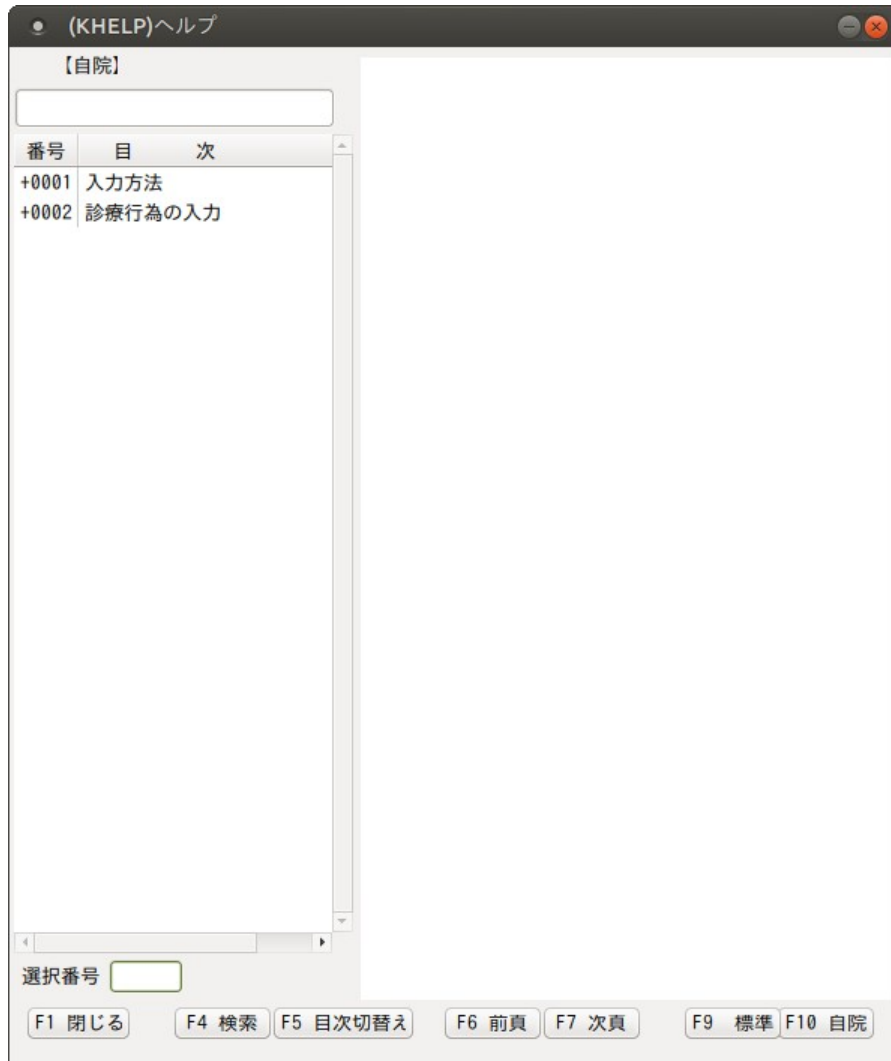 (KHELP)ヘルプ
【自院】
番号 目 次
+0001 入力方法
+0002 診療行為の入力
選択番号
F1 閉じる F4 検索 F5 目次切替え F6 前頁 F7 次頁 F9 標準 F10 自院